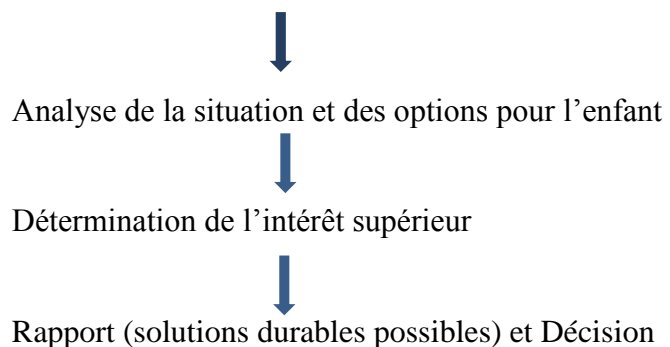 Analyse de la situation et des options pour l’enfant
Détermination de l’intérêt supérieur
Rapport (solutions durables possibles) et Décision